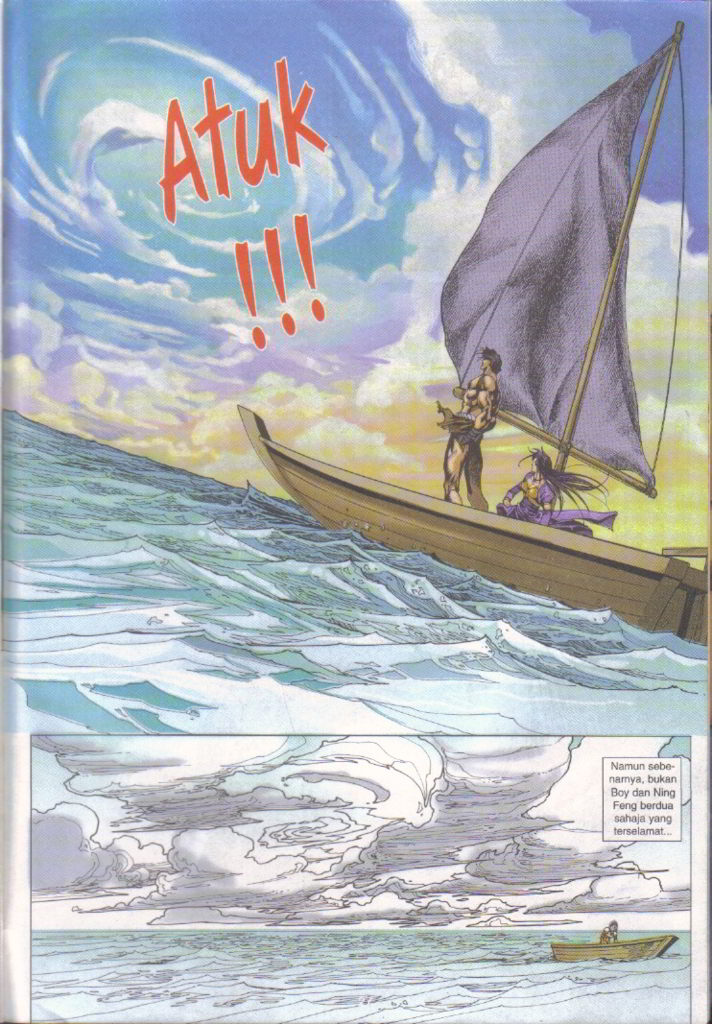 Atuk
!!!
Namun sebe-
narnya, bukan
Boy dan Ning
Feng berdua
sahaja yang
terselamat...